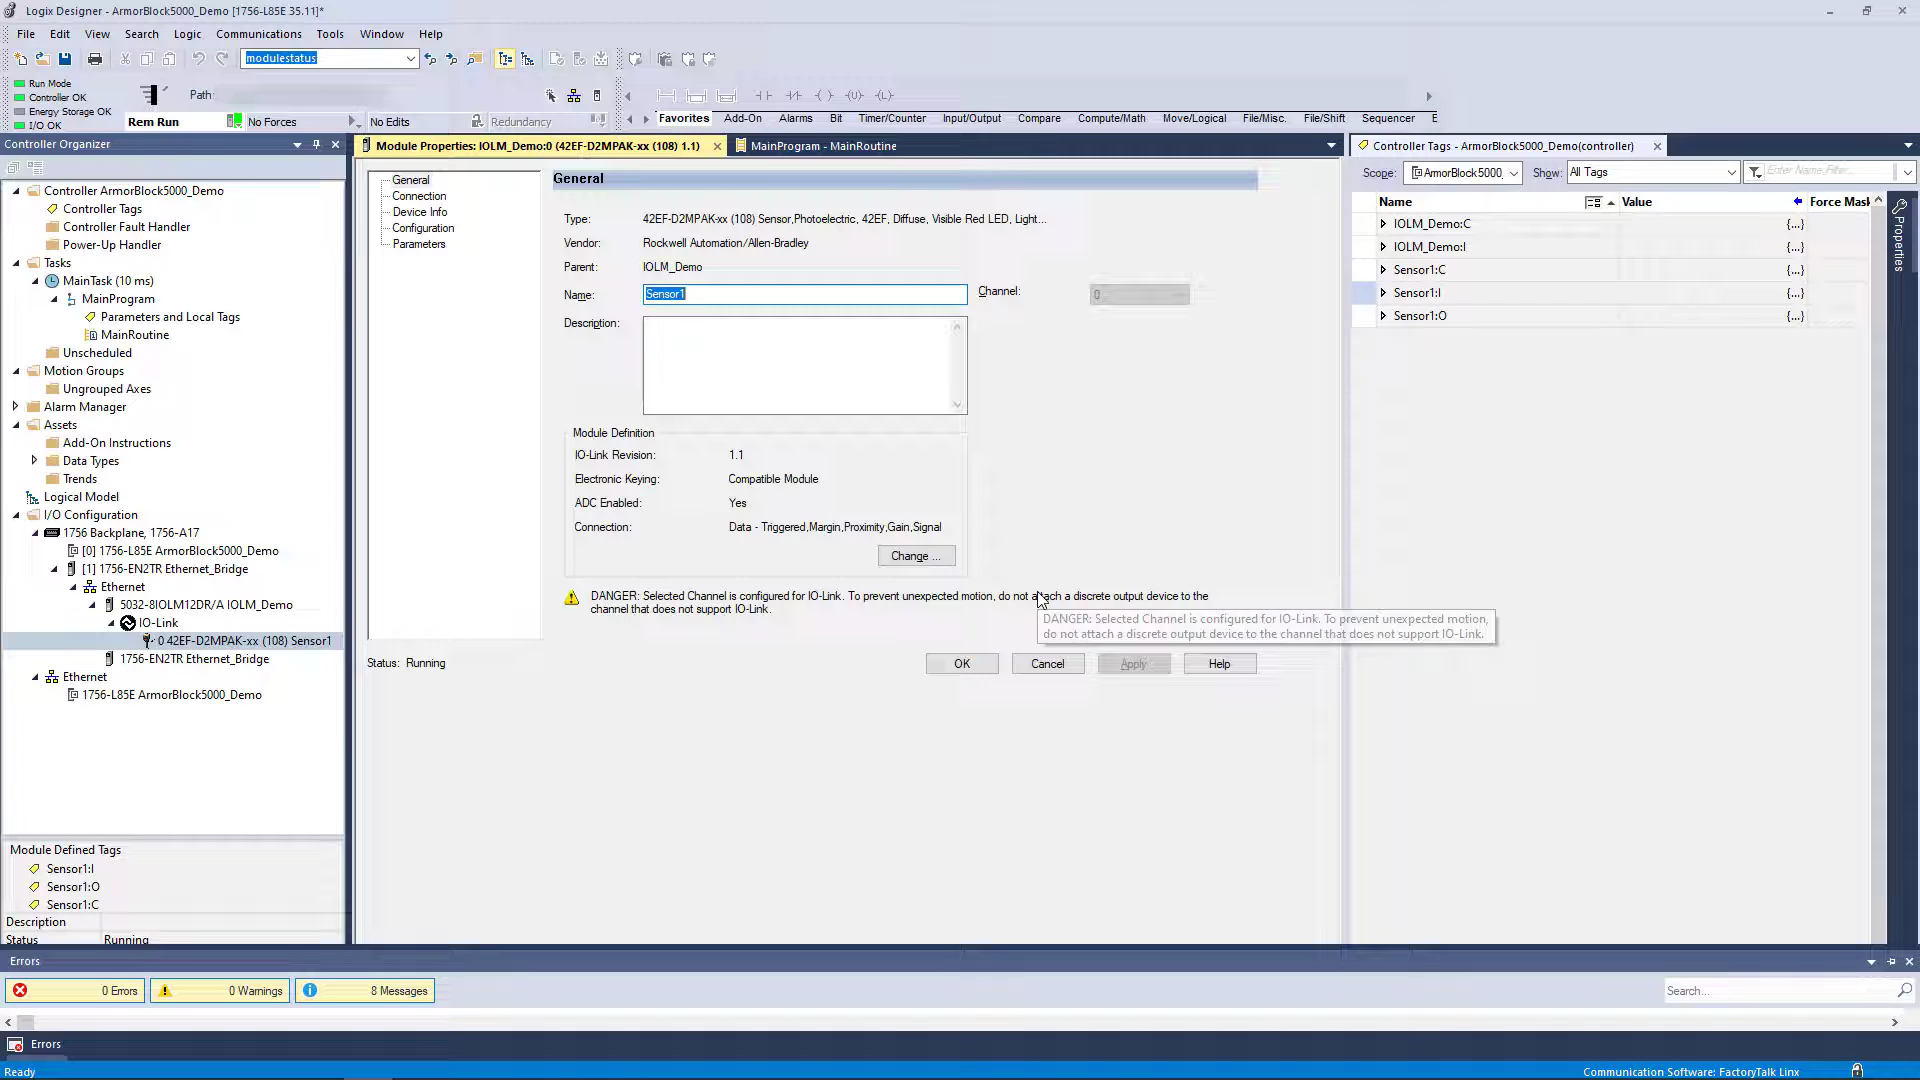 Logix Designer - ArmorBlock5000_Demo [1756-L85E 35.11]*
File Edit View Search Logic Communications Tools Window Help
modulestatus
Run Mode
Controller OK
Energy Storage OK
I/O OK
Path:
Rem Run No Forces No Edits Redundancy
Favorites Add-On Alarms Bit Timer/Counter Input/Output Compare Compute/Math Move/Logical File/Misc. File/Shift Sequencer E
Controller Organizer
Controller ArmorBlock5000_Demo
Controller Tags
Controller Fault Handler
Power-Up Handler
Tasks
MainTask (10 ms)
MainProgram
Parameters and Local Tags
MainRoutine
Unscheduled
Motion Groups
Ungrouped Axes
Alarm Manager
Assets
Add-On Instructions
Data Types
Trends
Logical Model
I/O Configuration
1756 Backplane, 1756-A17
[0] 1756-L85E ArmorBlock5000_Demo
[1] 1756-EN2TR Ethernet_Bridge
Ethernet
5032-8IOLM12DR/A IOLM_Demo
IO-Link
0 42EF-D2MPAK-xx (108) Sensor1
1756-EN2TR Ethernet_Bridge
Ethernet
1756-L85E ArmorBlock5000_Demo
Module Defined Tags
Sensor1:I
Sensor1:O
Sensor1:C
Description
Status Running
Module Properties: IOLM_Demo:0 (42EF-D2MPAK-xx (108) 1.1)
MainProgram - MainRoutine
General
Connection
Device Info
Configuration
Parameters
General
Type: 42EF-D2MPAK-xx (108) Sensor,Photoelectric, 42EF, Diffuse, Visible Red LED, Light...
Vendor: Rockwell Automation/Allen-Bradley
Parent: IOLM_Demo
Name: Sensor1
Channel: 0
Description:
Module Definition
IO-Link Revision: 1.1
Electronic Keying: Compatible Module
ADC Enabled: Yes
Connection: Data - Triggered,Margin,Proximity,Gain,Signal
Change ...
DANGER: Selected Channel is configured for IO-Link. To prevent unexpected motion, do not attach a discrete output device to the
channel that does not support IO-Link.
DANGER: Selected Channel is configured for IO-Link. To prevent unexpected motion,
do not attach a discrete output device to the channel that does not support IO-Link.
Status: Running
OK Cancel Apply Help
Controller Tags - ArmorBlock5000_Demo(controller)
Scope: ArmorBlock5000 Show: All Tags Enter Name Filter...
Name Value Force Mask
IOLM_Demo:C {...}
IOLM_Demo:I {...}
Sensor1:C {...}
Sensor1:I {...}
Sensor1:O {...}
Properties
Errors
0 Errors 0 Warnings 8 Messages
Search...
Errors
Ready
Communication Software: FactoryTalk Linx